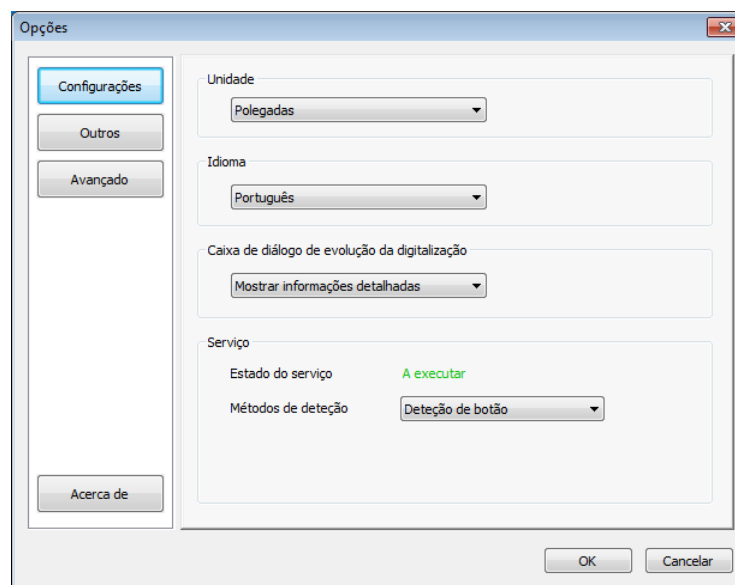 Opções
Configurações
Outros
Avançado
Acerca de
Unidade
Polegadas
Idioma
Português
Caixa de diálogo de evolução da digitalização
Mostrar informações detalhadas
Serviço
Estado do serviço A executar
Métodos de deteção Deteção de botão
OK Cancelar